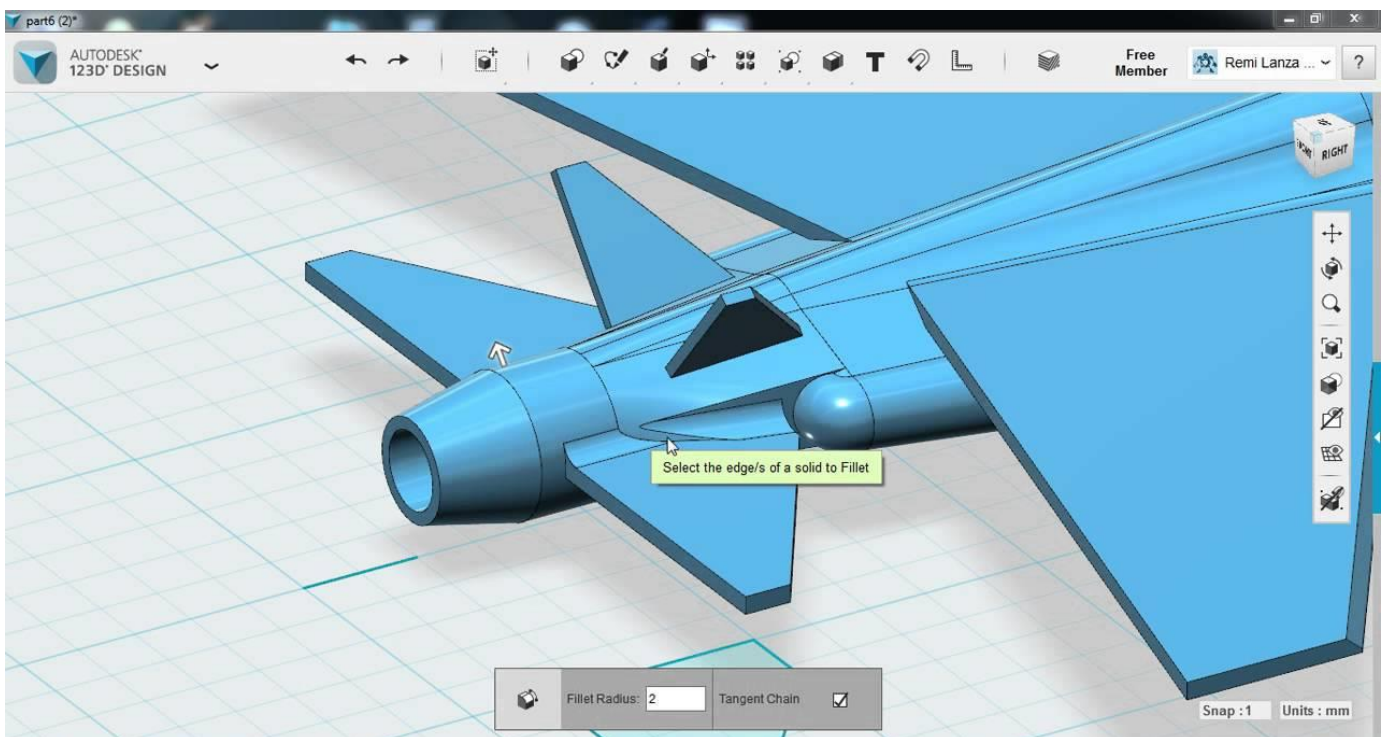 part6 (2)*
AUTODESK®
123D® DESIGN
T
Free
Member
Remi Lanza ...
?
RIGHT
Select the edge/s of a solid to Fillet
Fillet Radius: 2
Tangent Chain
Snap : 1
Units : mm